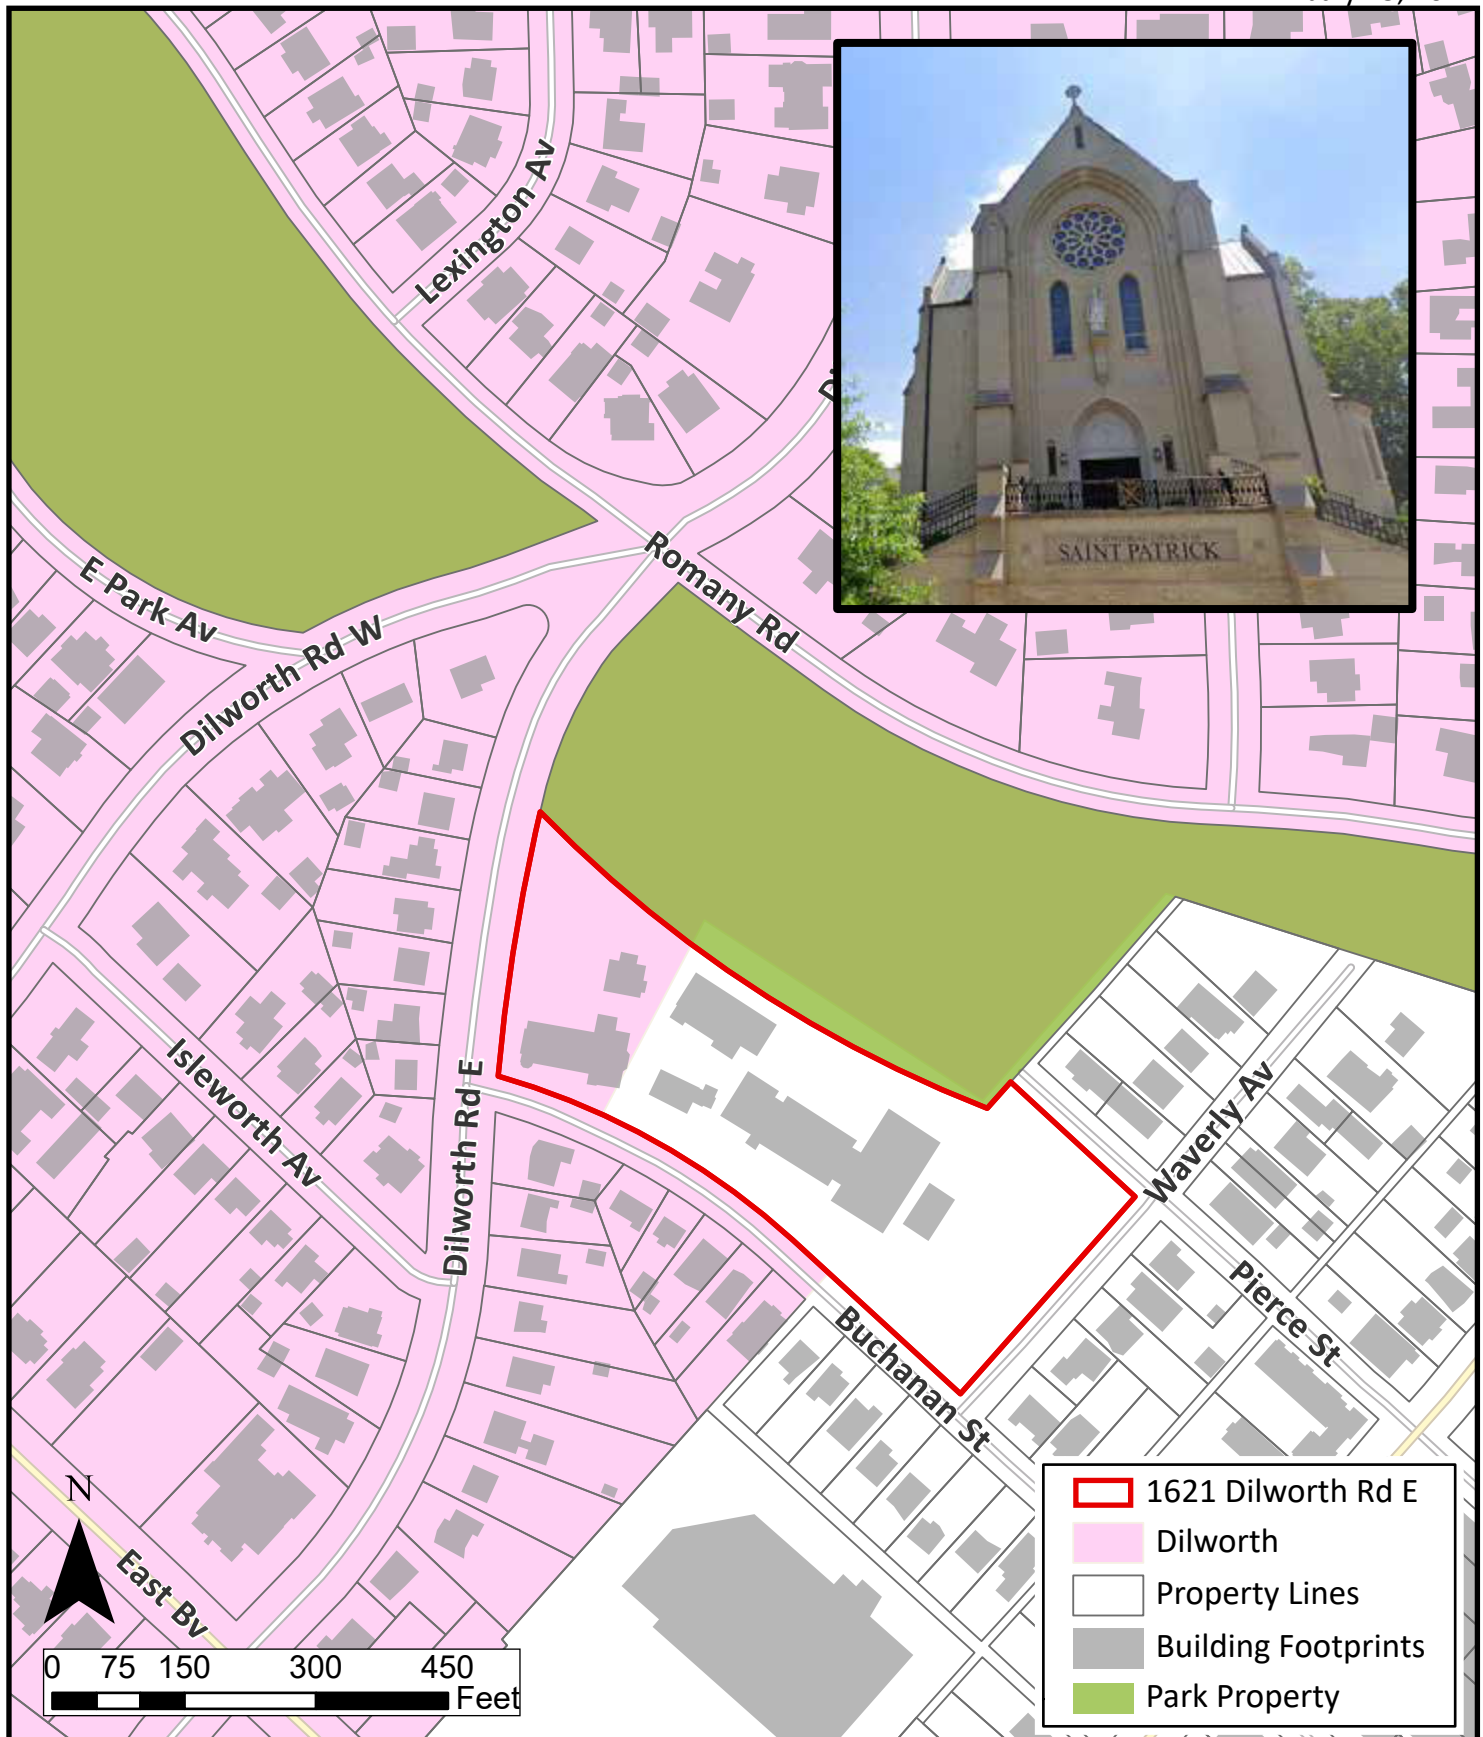 Lexington Av
SAINT PATRICK
Romany Rd
E Park Av
Dilworth Rd W
Isleworth Av
Dilworth Rd E
Waverly Av
Pierce St
Buchanan St
East Bv
N
0 75 150 300 450
Feet
1621 Dilworth Rd E
Dilworth
Property Lines
Building Footprints
Park Property